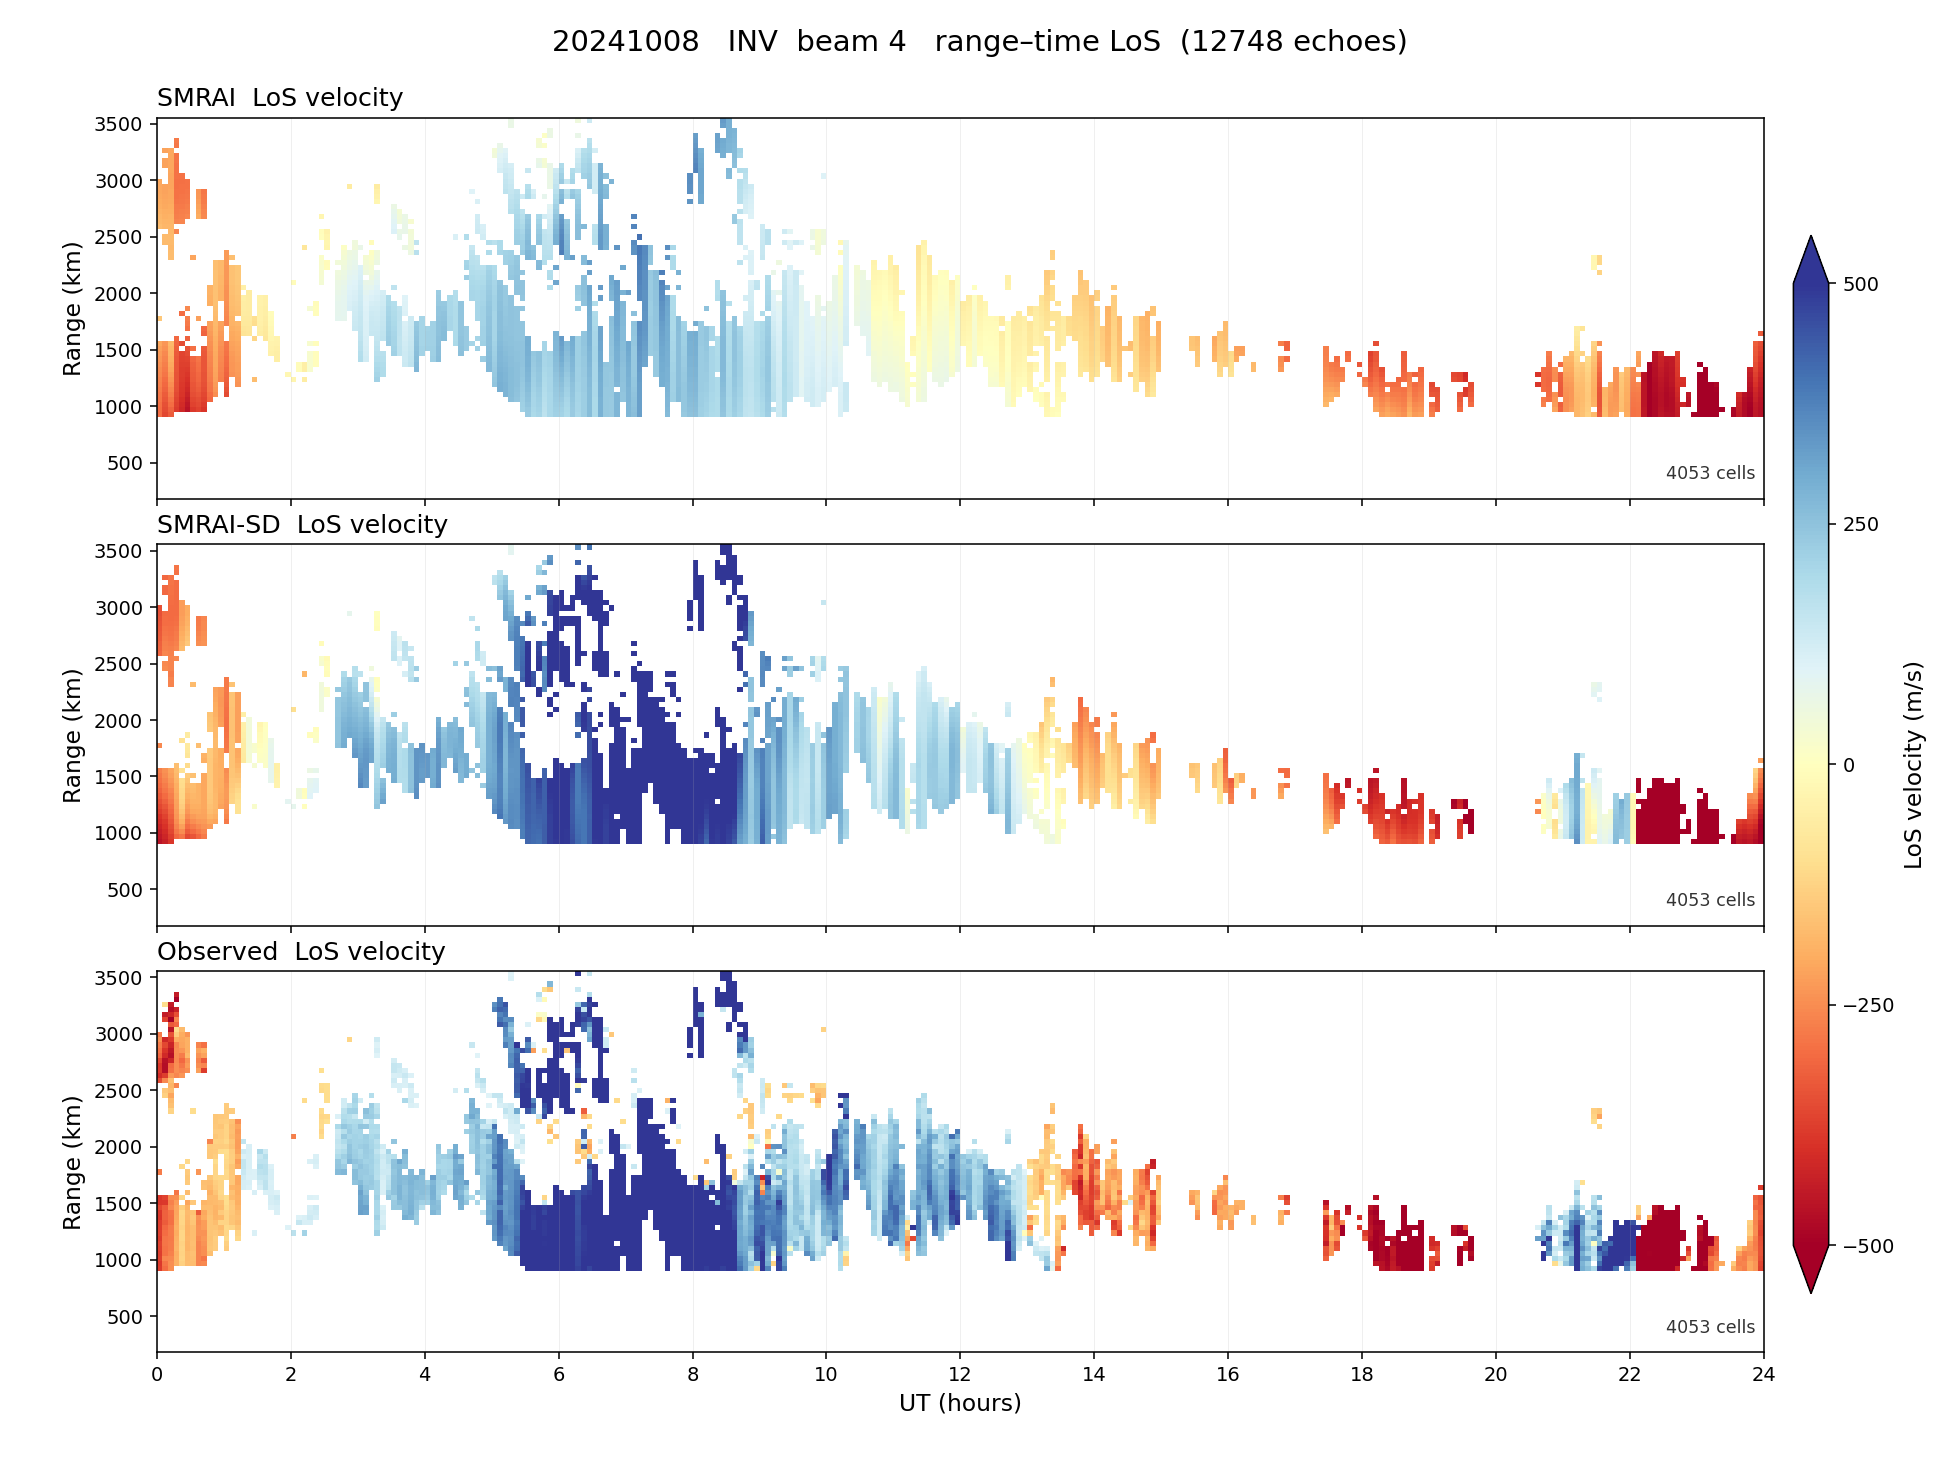 20241008 INV beam 4 range–time LoS (12748 echoes)
SMRAI LoS velocity
3500
3000
2500
2000
1500
1000
500
Range (km)
4053 cells
SMRAI-SD LoS velocity
3500
3000
2500
2000
1500
1000
500
Range (km)
4053 cells
Observed LoS velocity
3500
3000
2500
2000
1500
1000
500
Range (km)
4053 cells
0 2 4 6 8 10 12 14 16 18 20 22 24
UT (hours)
500
250
0
−250
−500
LoS velocity (m/s)